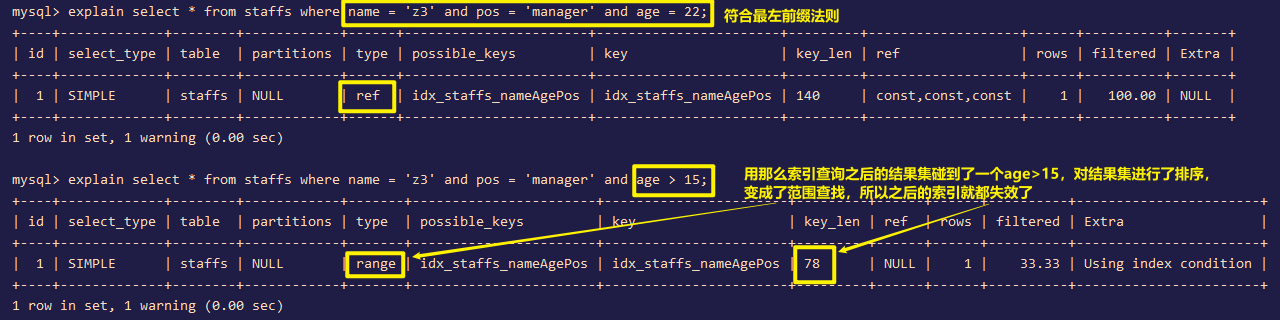 mysql> explain select * from staffs where name = 'z3' and pos = 'manager' and age = 22; 符合最左前缀法则
+----+-------------+--------+------------+------+-----------------------+-----------------------+---------+-------------------+------+----------+-------+
| id | select_type | table | partitions | type | possible_keys | key | key_len | ref | rows | filtered | Extra |
+----+-------------+--------+------------+------+-----------------------+-----------------------+---------+-------------------+------+----------+-------+
| 1 | SIMPLE | staffs | NULL | ref | idx_staffs_nameAgePos | idx_staffs_nameAgePos | 140 | const,const,const | 1 | 100.00 | NULL |
+----+-------------+--------+------------+------+-----------------------+-----------------------+---------+-------------------+------+----------+-------+
1 row in set, 1 warning (0.00 sec)
用那么索引查询之后的结果集碰到了一个age>15，对结果集进行了排序，
mysql> explain select * from staffs where name = 'z3' and pos = 'manager' and age > 15;
变成了范围查找，所以之后的索引就都失效了
+----+-------------+--------+------------+-------+-----------------------+-----------------------+---------+------+------+----------+-----------------------+
| id | select_type | table | partitions | type | possible_keys | key | key_len | ref | rows | filtered | Extra |
+----+-------------+--------+------------+-------+-----------------------+-----------------------+---------+------+------+----------+-----------------------+
| 1 | SIMPLE | staffs | NULL | range | idx_staffs_nameAgePos | idx_staffs_nameAgePos | 78 | NULL | 1 | 33.33 | Using index condition |
+----+-------------+--------+------------+-------+-----------------------+-----------------------+---------+------+------+----------+-----------------------+
1 row in set, 1 warning (0.00 sec)